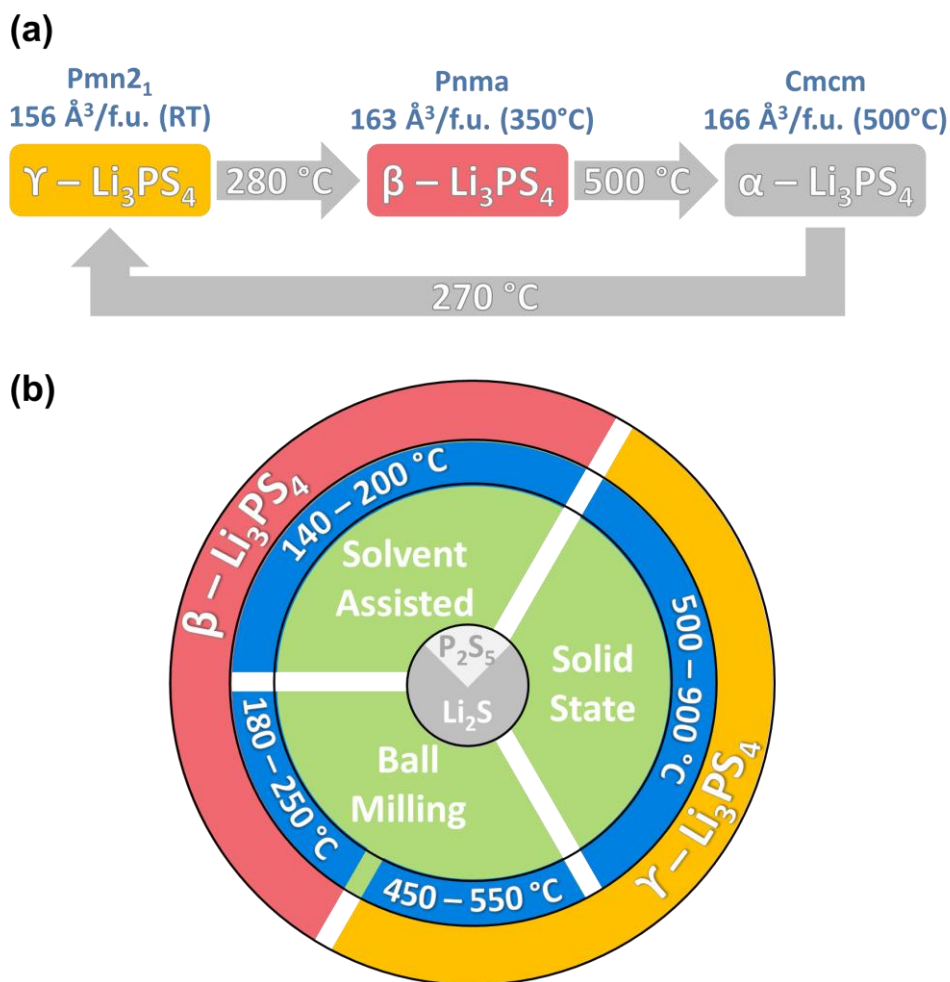 (a)
Pmn2₁
156 Å³/f.u. (RT)
Pnma
163 Å³/f.u. (350°C)
Cmcm
166 Å³/f.u. (500°C)
ϒ – Li₃PS₄
280 °C
β – Li₃PS₄
500 °C
α – Li₃PS₄
270 °C
(b)
β – Li₃PS₄
140 – 200 °C
Solvent
Assisted
P₂S₅
Li₂S
Solid
State
500 – 900 °C
ϒ – Li₃PS₄
Ball
Milling
180 – 250 °C
450 – 550 °C